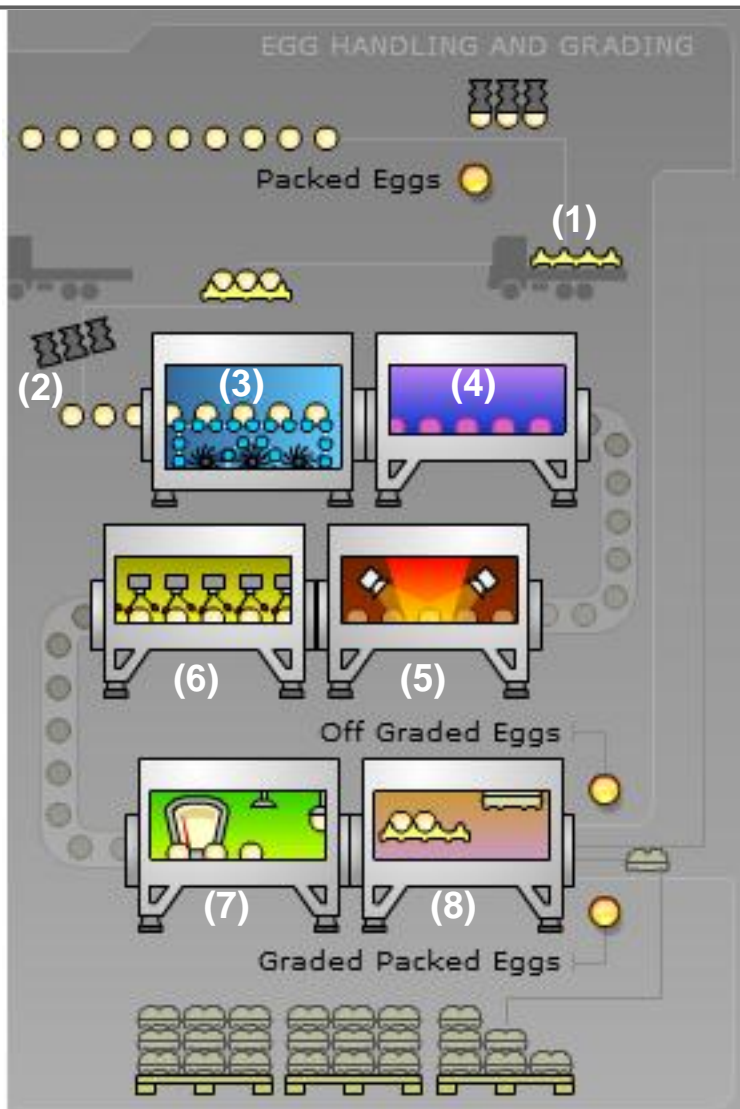 EGG HANDLING AND GRADING
Packed Eggs
(1)
(2)
(3)
(4)
(6)
(5)
Off Graded Eggs
(7)
(8)
Graded Packed Eggs